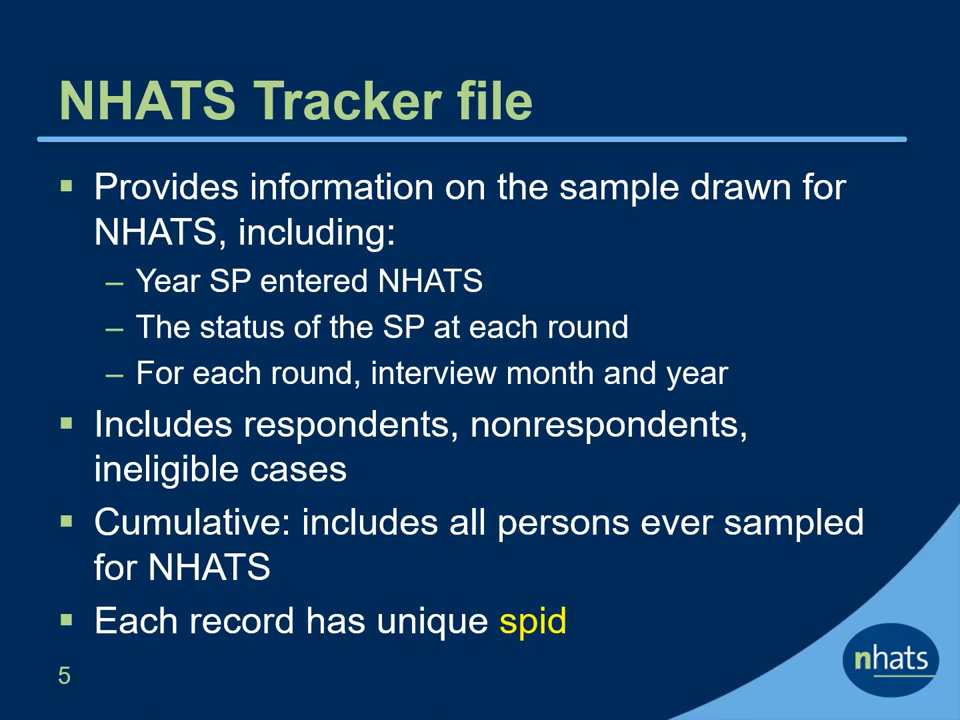 NHATS Tracker file
▪ Provides information on the sample drawn for
NHATS, including:
– Year SP entered NHATS
– The status of the SP at each round
– For each round, interview month and year
▪ Includes respondents, nonrespondents,
ineligible cases
▪ Cumulative: includes all persons ever sampled
for NHATS
▪ Each record has unique spid
5
nhats